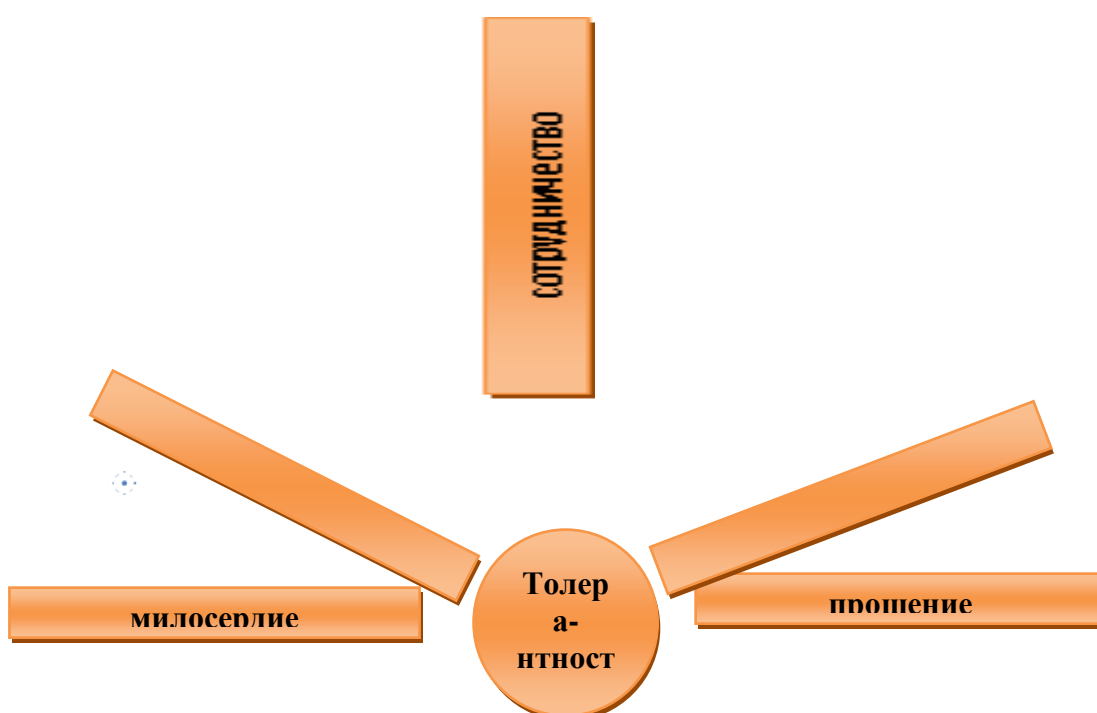 сотрудничество
Толер
а-
нтност
милосердие
прощение